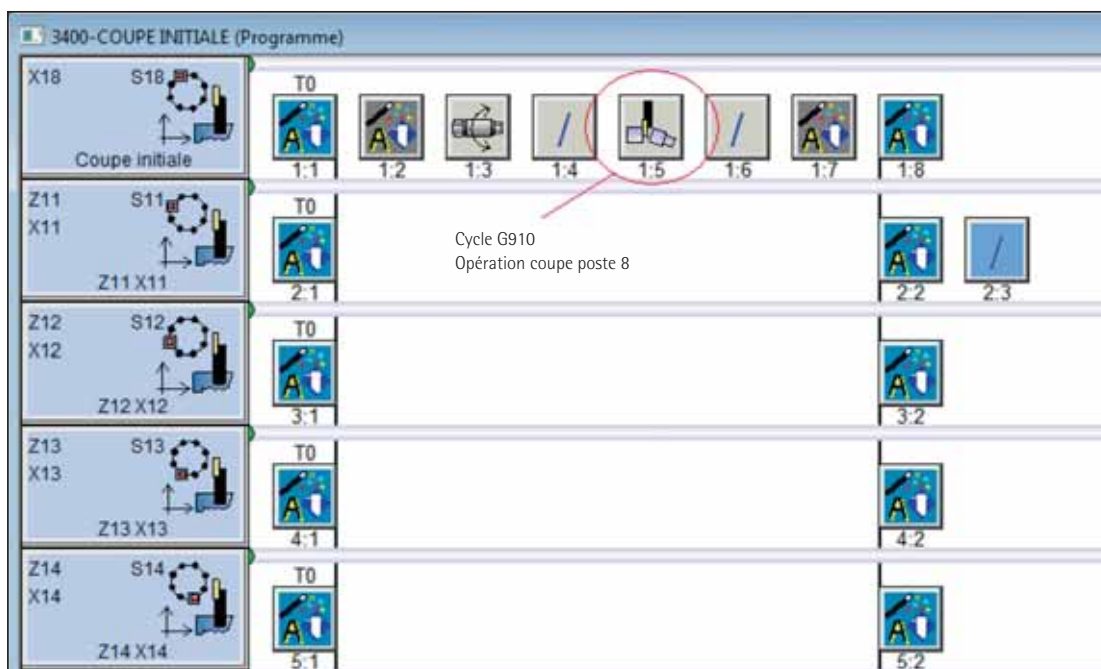 3400-COUPE INITIALE (Programme)
X18 S18
Coupe initiale
T0
1:1 1:2 1:3 1:4 1:5 1:6 1:7 1:8
Z11 S11
X11
Z11 X11
T0
Cycle G910
Opération coupe poste 8
2:1 2:2 2:3
Z12 S12
X12
Z12 X12
T0
3:1 3:2
Z13 S13
X13
Z13 X13
T0
4:1 4:2
Z14 S14
X14
Z14 X14
T0
5:1 5:2